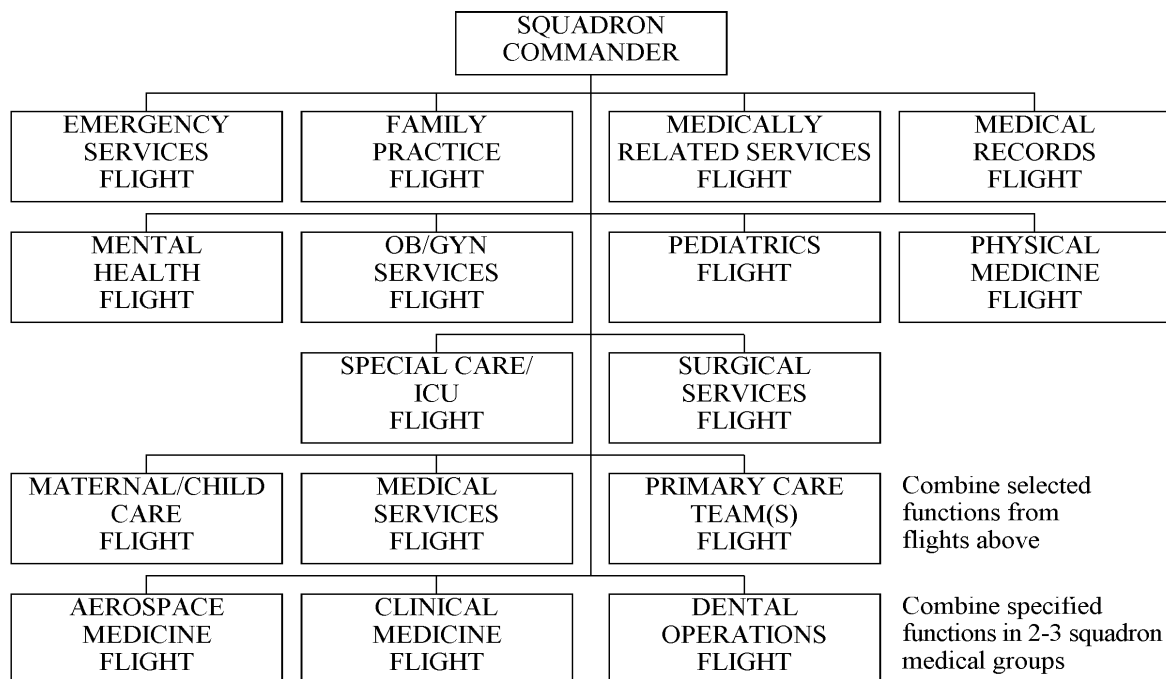 SQUADRON
COMMANDER
EMERGENCY
SERVICES
FLIGHT
FAMILY
PRACTICE
FLIGHT
MEDICALLY
RELATED SERVICES
FLIGHT
MEDICAL
RECORDS
FLIGHT
MENTAL
HEALTH
FLIGHT
OB/GYN
SERVICES
FLIGHT
PEDIATRICS
FLIGHT
PHYSICAL
MEDICINE
FLIGHT
SPECIAL CARE/
ICU
FLIGHT
SURGICAL
SERVICES
FLIGHT
MATERNAL/CHILD
CARE
FLIGHT
MEDICAL
SERVICES
FLIGHT
PRIMARY CARE
TEAM(S)
FLIGHT
Combine selected
functions from
flights above
AEROSPACE
MEDICINE
FLIGHT
CLINICAL
MEDICINE
FLIGHT
DENTAL
OPERATIONS
FLIGHT
Combine specified
functions in 2-3 squadron
medical groups